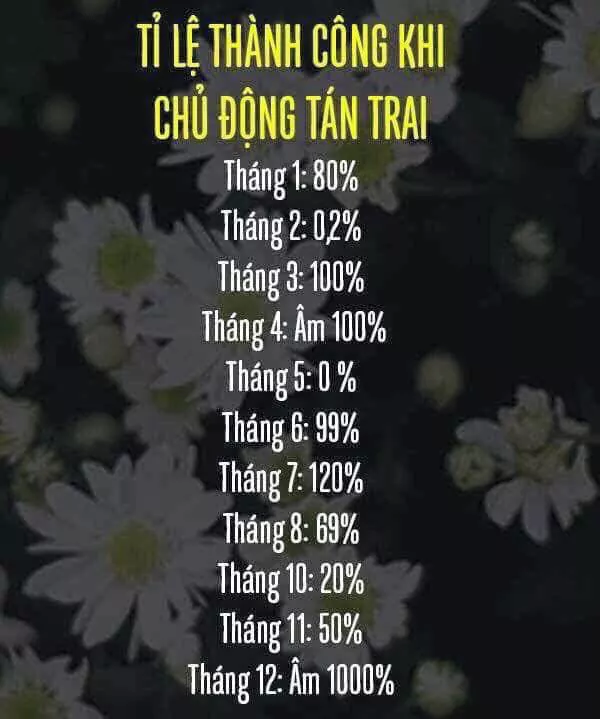 TỈ LỆ THÀNH CÔNG KHI
CHỦ ĐỘNG TÁN TRAI
Tháng 1: 80%
Tháng 2: 0,2%
Tháng 3: 100%
Tháng 4: Âm 100%
Tháng 5: 0 %
Tháng 6: 99%
Tháng 7: 120%
Tháng 8: 69%
Tháng 10: 20%
Tháng 11: 50%
Tháng 12: Âm 1000%